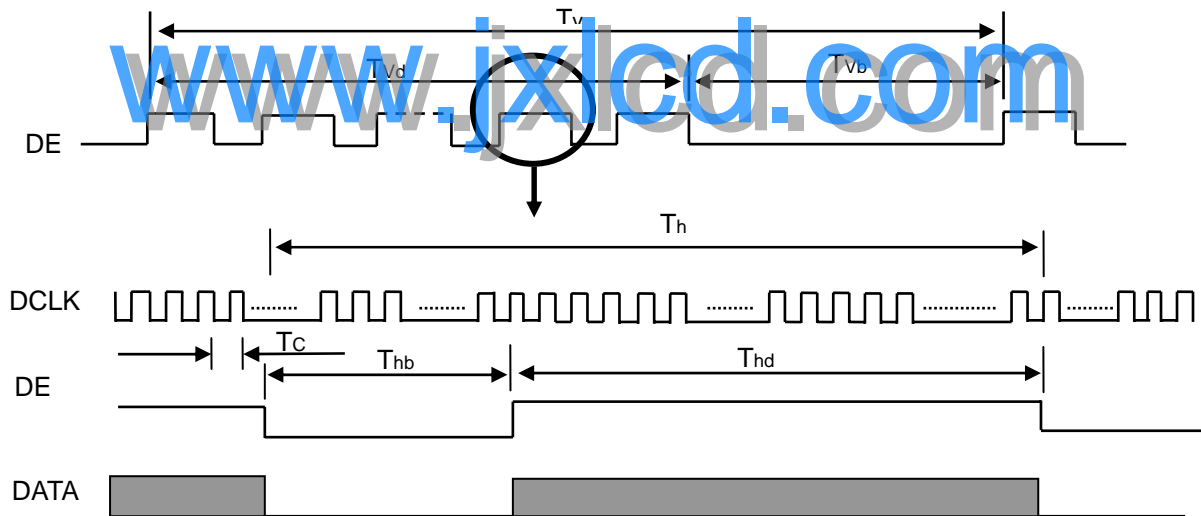 Tv
www.jxlcd.com
TVd
TVb
DE
Th
DCLK
TC
Thb
Thd
DE
DATA